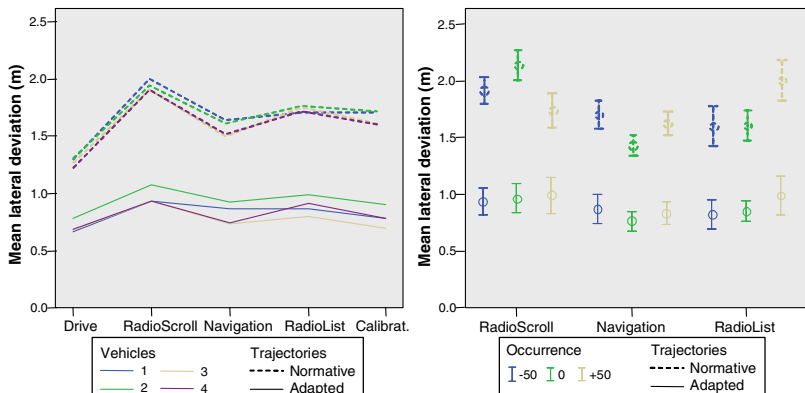 Mean lateral deviation (m)
2.5
2.0
1.5
1.0
0.5
0.0
Drive RadioScroll Navigation RadioList Calibrat.
Vehicles
1 3
2 4
Trajectories
Normative
Adapted
Mean lateral deviation (m)
2.5
2.0
1.5
1.0
0.5
0.0
RadioScroll Navigation RadioList
Occurrence
-50 0 +50
Trajectories
Normative
Adapted